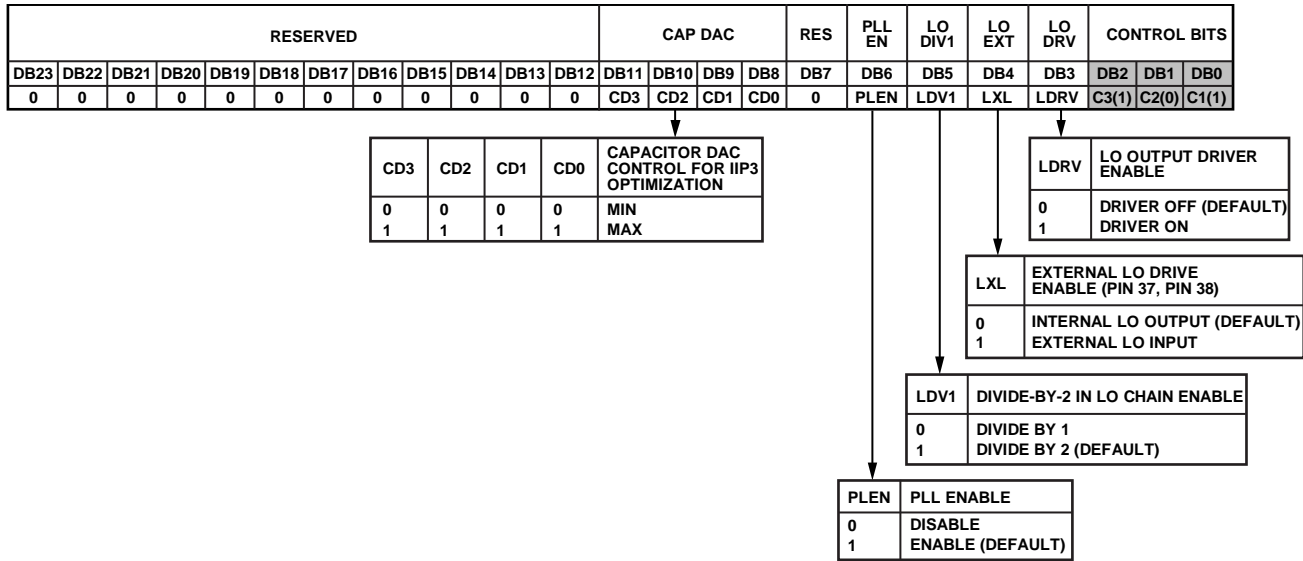 RESERVED CAP DAC RES PLL EN LO DIV1 LO EXT LO DRV CONTROL BITS
DB23 DB22 DB21 DB20 DB19 DB18 DB17 DB16 DB15 DB14 DB13 DB12 DB11 DB10 DB9 DB8 DB7 DB6 DB5 DB4 DB3 DB2 DB1 DB0
0 0 0 0 0 0 0 0 0 0 0 0 CD3 CD2 CD1 CD0 0 PLEN LDV1 LXL LDRV C3(1) C2(0) C1(1)
CD3 CD2 CD1 CD0 CAPACITOR DAC
CONTROL FOR IIP3
OPTIMIZATION
0 0 0 0 MIN
1 1 1 1 MAX
LDRV LO OUTPUT DRIVER
ENABLE
0 DRIVER OFF (DEFAULT)
1 DRIVER ON
LXL EXTERNAL LO DRIVE
ENABLE (PIN 37, PIN 38)
0 INTERNAL LO OUTPUT (DEFAULT)
1 EXTERNAL LO INPUT
LDV1 DIVIDE-BY-2 IN LO CHAIN ENABLE
0 DIVIDE BY 1
1 DIVIDE BY 2 (DEFAULT)
PLEN PLL ENABLE
0 DISABLE
1 ENABLE (DEFAULT)